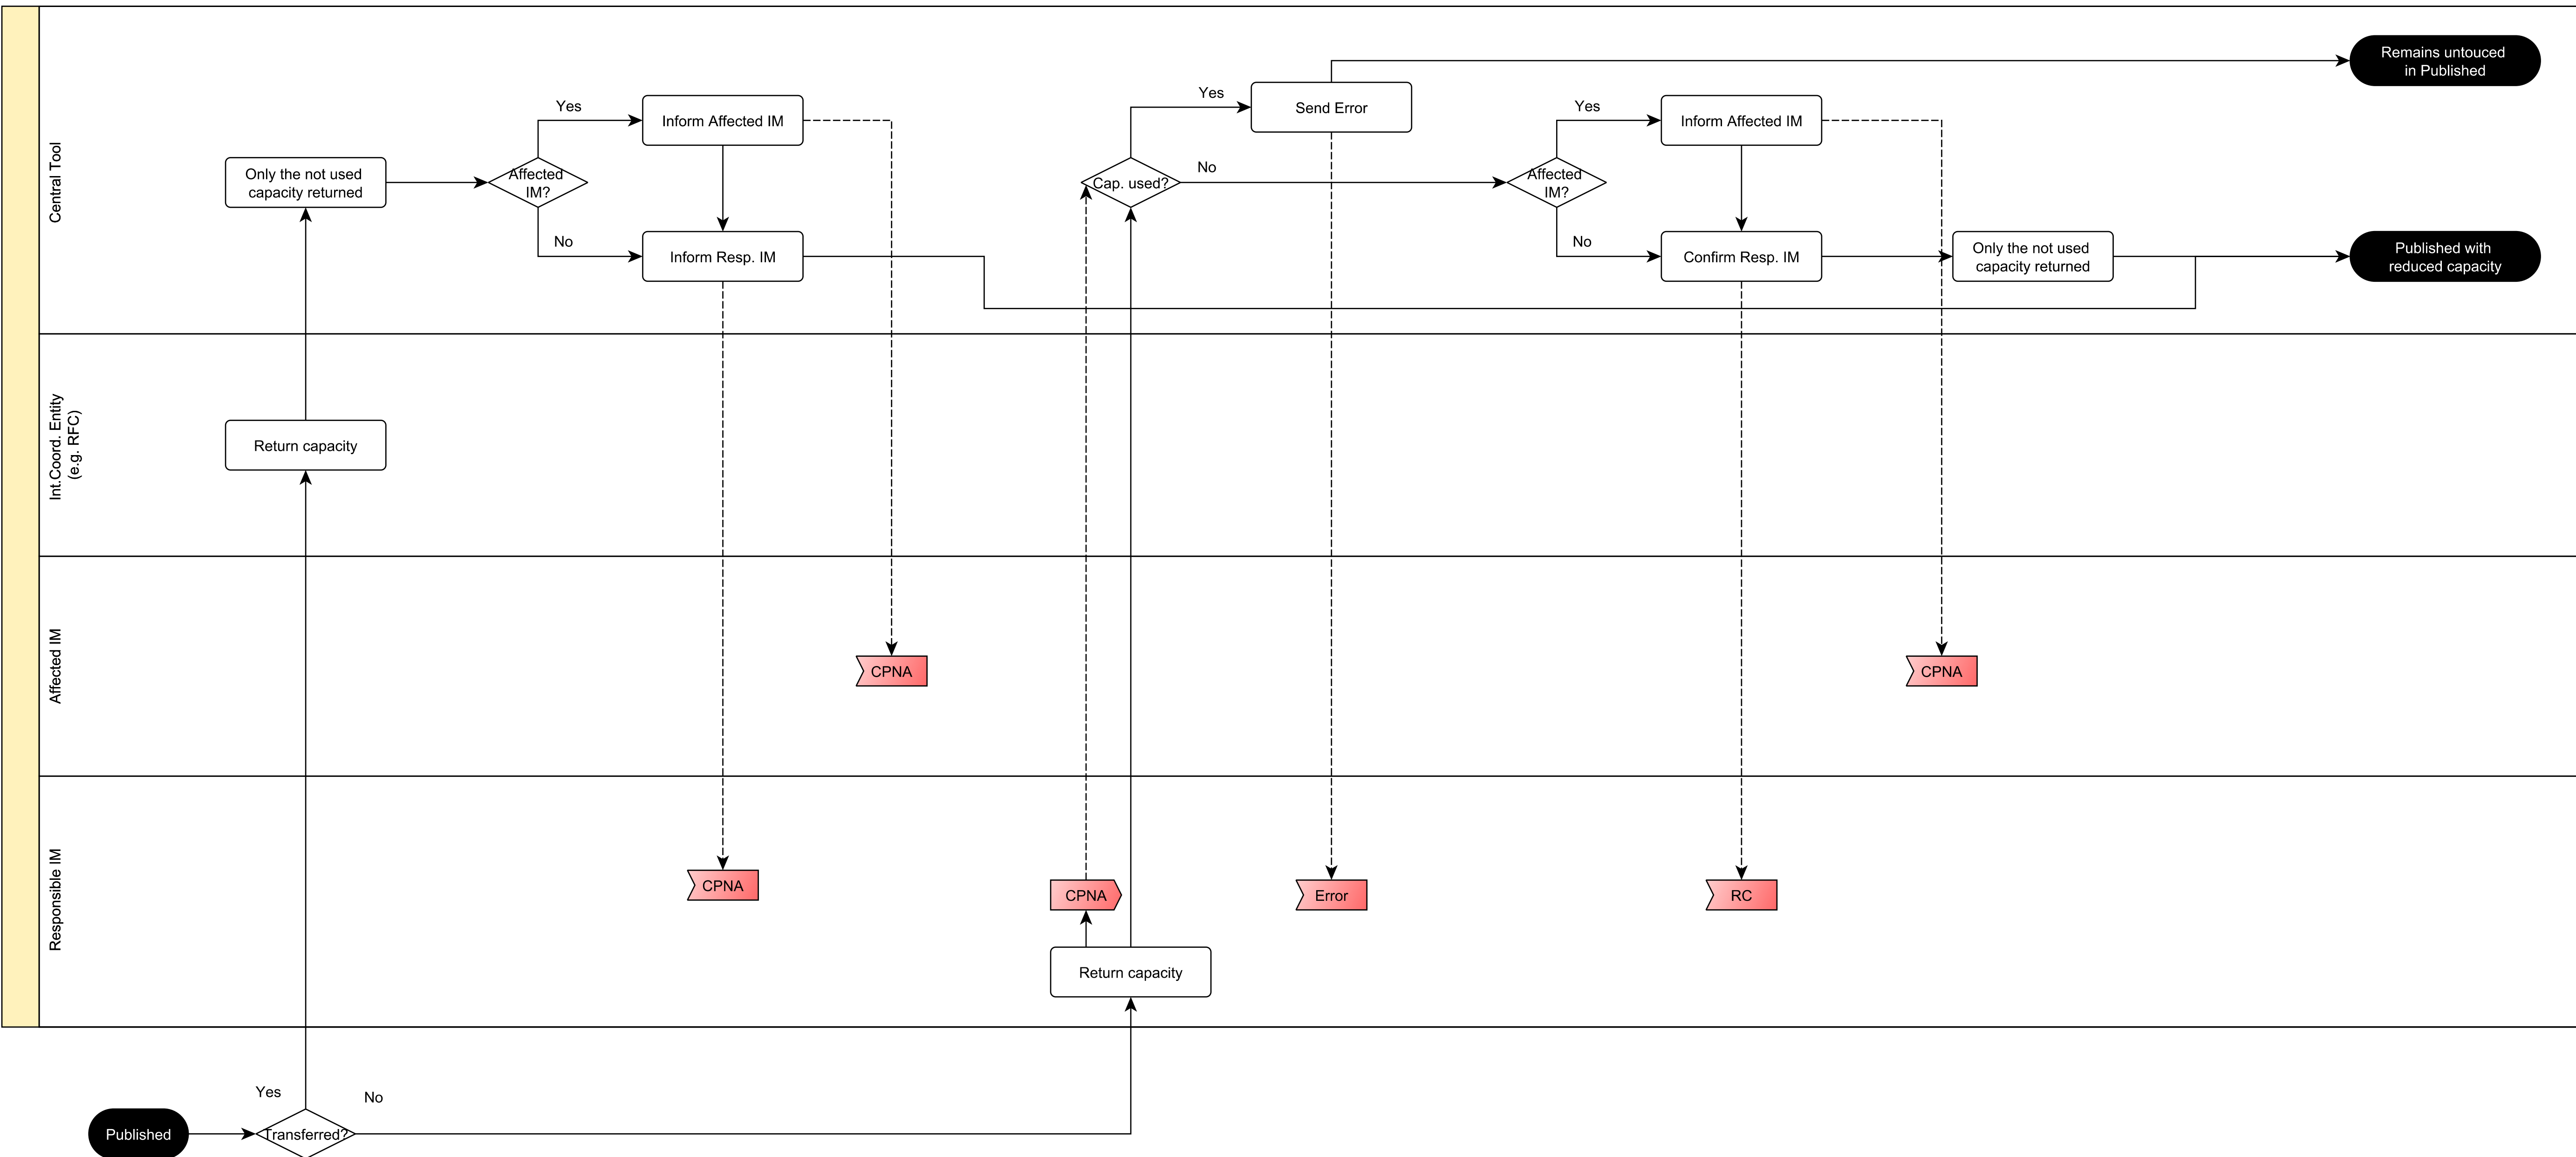 Central Tool
Remains untouced
in Published
Yes
Send Error
Yes
Inform Affected IM
Yes
Inform Affected IM
Only the not used
capacity returned
Affected
IM?
Cap. used?
No
Affected
IM?
No
Inform Resp. IM
No
Confirm Resp. IM
Only the not used
capacity returned
Published with
reduced capacity
Int.Coord. Entity
(e.g. RFC)
Return capacity
Affected IM
CPNA
CPNA
Responsible IM
CPNA
CPNA
Error
RC
Return capacity
Yes
No
Published
Transferred?